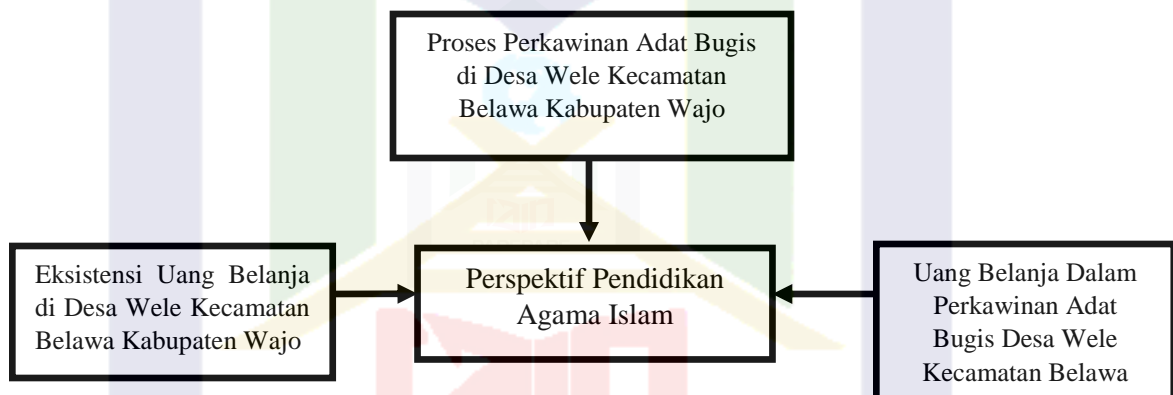 Proses Perkawinan Adat Bugis
di Desa Wele Kecamatan
Belawa Kabupaten Wajo
Eksistensi Uang Belanja
di Desa Wele Kecamatan
Belawa Kabupaten Wajo
Perspektif Pendidikan
Agama Islam
Uang Belanja Dalam
Perkawinan Adat
Bugis Desa Wele
Kecamatan Belawa